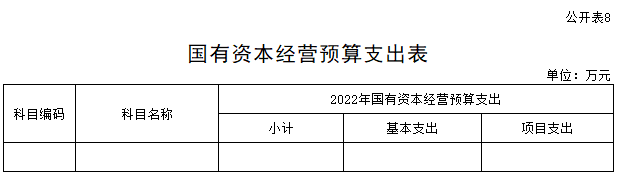 公开表8
国有资本经营预算支出表
单位：万元
科目编码 科目名称 2022年国有资本经营预算支出
小计 基本支出 项目支出